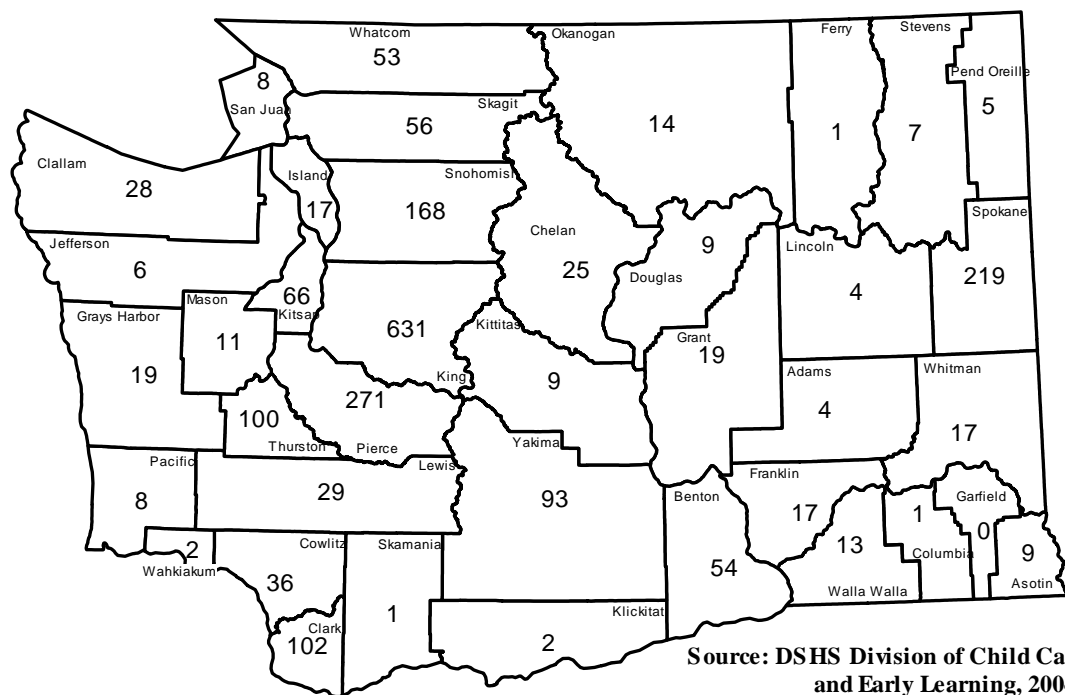 Whatcom
53
Okanogan
14
Ferry
1
Stevens
7
Pend Oreille
5
8
San Juan
Skagit
56
Clallam
28
Island
17
Snohomis
168
Chelan
25
9
Douglas
Lincoln
4
Spokane
219
Jefferson
6
66
Kitsap
Mason
11
Grays Harbor
19
631
King
Kittitas
9
Grant
19
Adams
4
Whitman
17
100
Thurston
271
Pierce
Lewis
29
Yakima
93
Pacific
8
2
Wahkiakum
Cowlitz
36
Skamania
1
Clark
102
Klickitat
2
Benton
54
Franklin
17
13
Walla Walla
1
Columbia
Garfield
0
9
Asotin
Source: DSHS Division of Child Ca
and Early Learning, 200